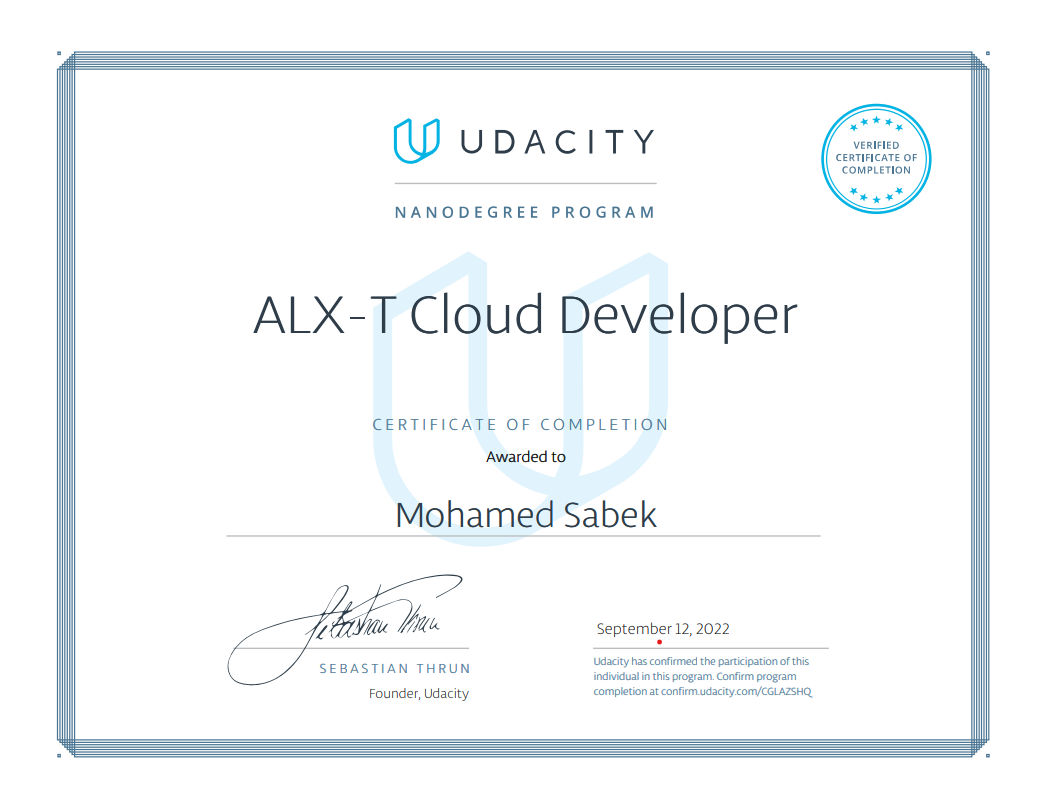 UDACITY
VERIFIED
CERTIFICATE OF
COMPLETION
NANODEGREE PROGRAM
ALX-T Cloud Developer
CERTIFICATE OF COMPLETION
Awarded to
Mohamed Sabek
Sebastian Thrun
SEBASTIAN THRUN
Founder, Udacity
September 12, 2022
Udacity has confirmed the participation of this
individual in this program. Confirm program
completion at confirm.udacity.com/CGLAZSHQ